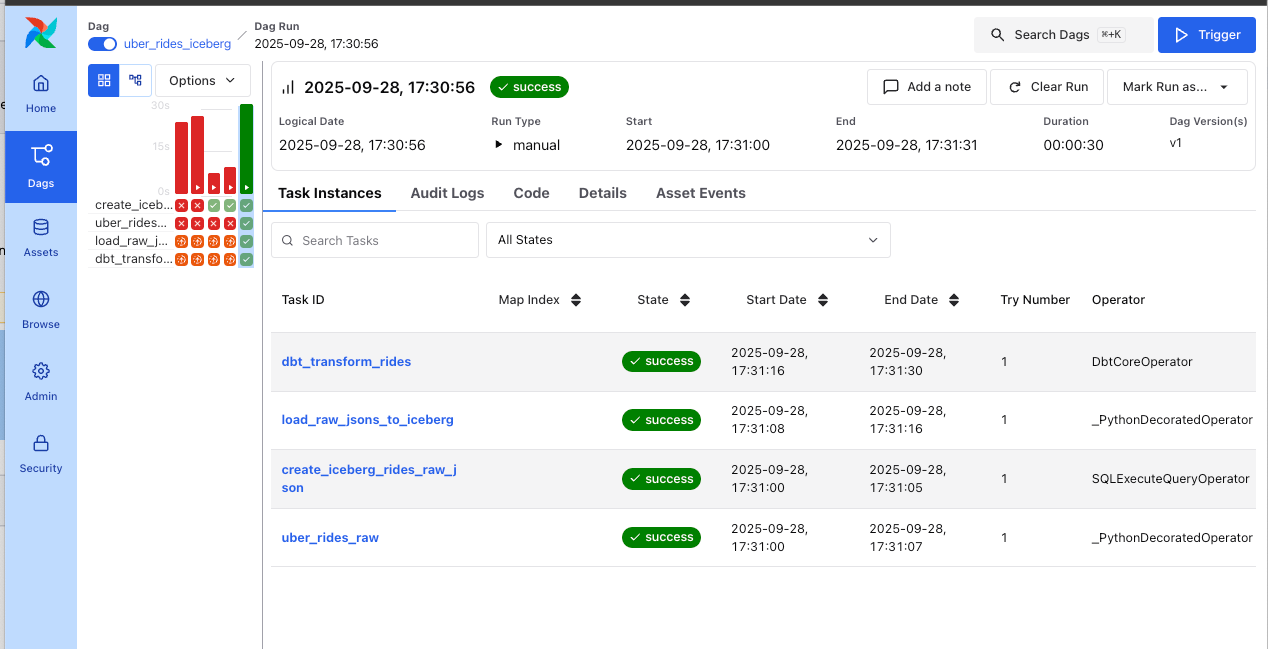 Dag
Dag Run
uber_rides_iceberg
2025-09-28, 17:30:56
Search Dags
⌘+K
Trigger
Home
Dags
Assets
Browse
Admin
Security
Options
30s
15s
0s
create_iceb...
uber_rides...
load_raw_j...
dbt_transfo...
2025-09-28, 17:30:56
success
Add a note
Clear Run
Mark Run as...
Logical Date
Run Type
Start
End
Duration
Dag Version(s)
2025-09-28, 17:30:56
manual
2025-09-28, 17:31:00
2025-09-28, 17:31:31
00:00:30
v1
Task Instances
Audit Logs
Code
Details
Asset Events
Search Tasks
All States
Task ID
Map Index
State
Start Date
End Date
Try Number
Operator
dbt_transform_rides
success
2025-09-28,
17:31:16
2025-09-28,
17:31:30
1
DbtCoreOperator
load_raw_jsons_to_iceberg
success
2025-09-28,
17:31:08
2025-09-28,
17:31:16
1
_PythonDecoratedOperator
create_iceberg_rides_raw_j
son
success
2025-09-28,
17:31:00
2025-09-28,
17:31:05
1
SQLExecuteQueryOperator
uber_rides_raw
success
2025-09-28,
17:31:00
2025-09-28,
17:31:07
1
_PythonDecoratedOperator